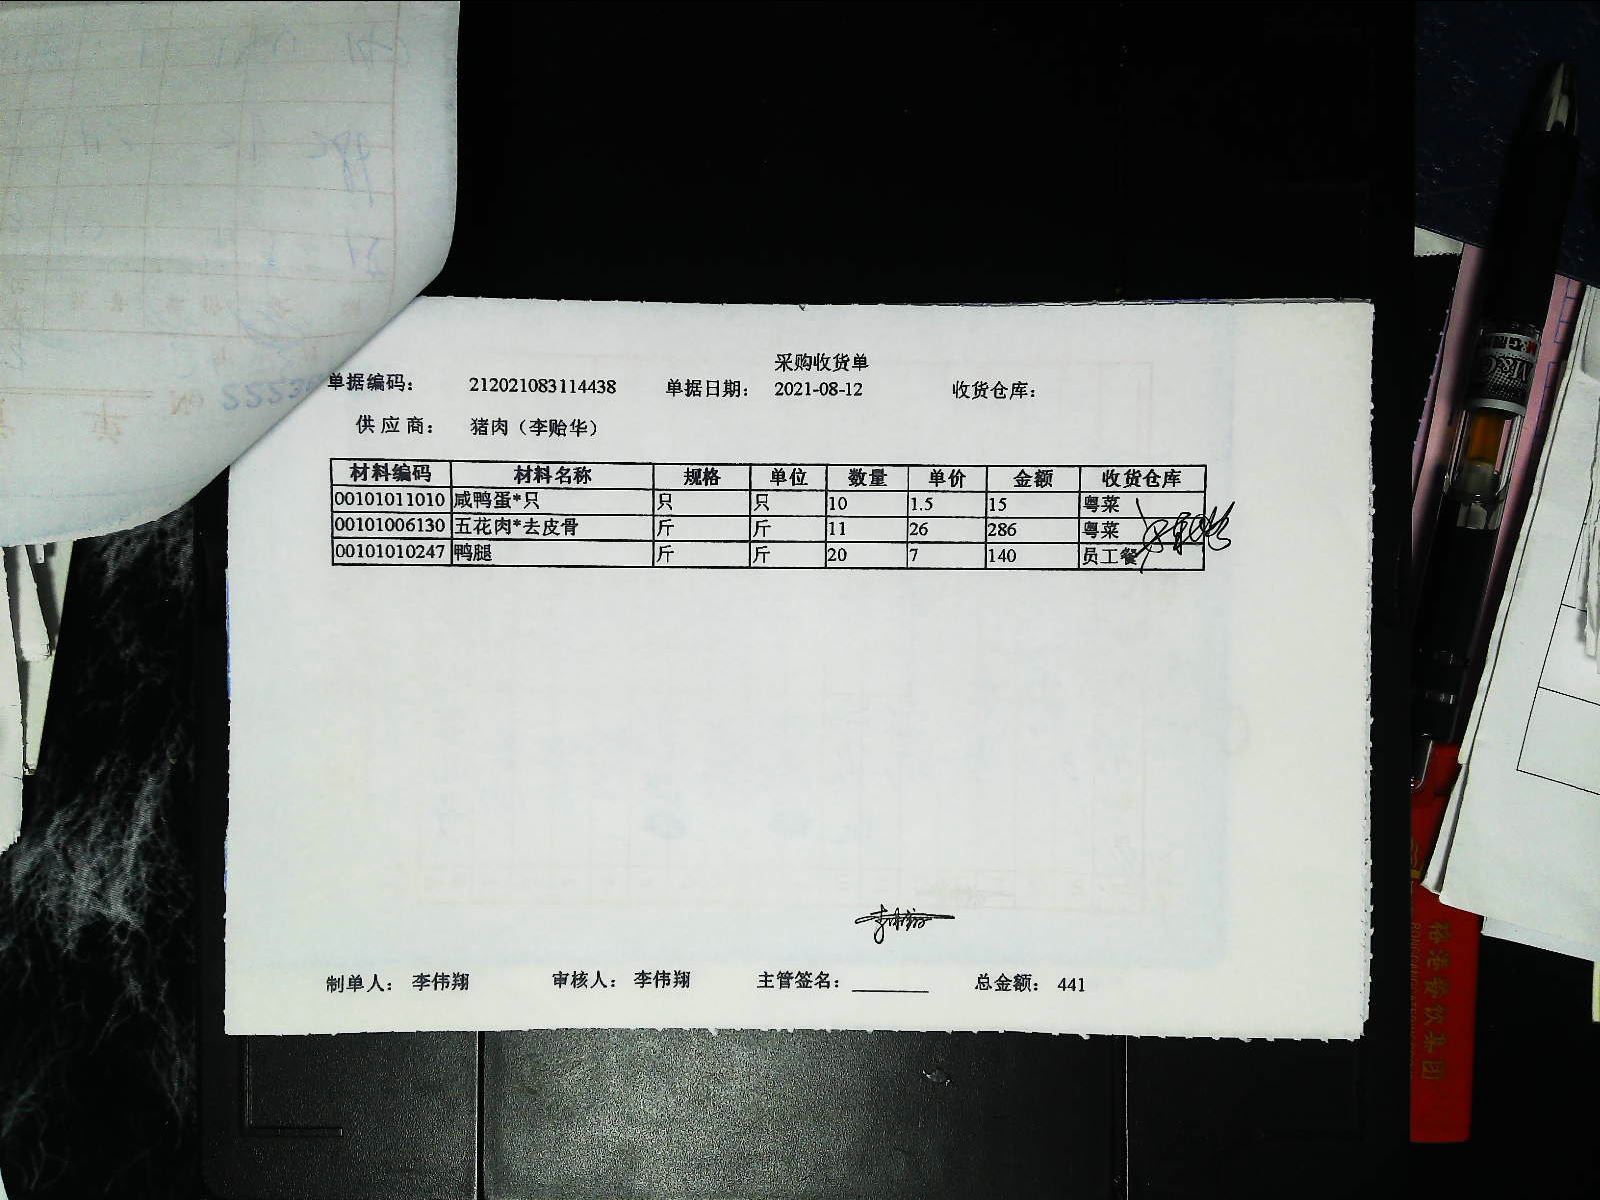 采购收货单
单据编码： 212021083114438 单据日期： 2021-08-12 收货仓库：
供应商： 猪肉（李贻华）
材料编码 材料名称 规格 单位 数量 单价 金额 收货仓库
00101011010 咸鸭蛋*只 只 只 10 1.5 15 粤菜
00101006130 五花肉*去皮骨 斤 斤 11 26 286 粤菜
00101010247 鸭腿 斤 斤 20 7 140 员工餐
李伟翔
制单人： 李伟翔 审核人： 李伟翔 主管签名：_______ 总金额： 441